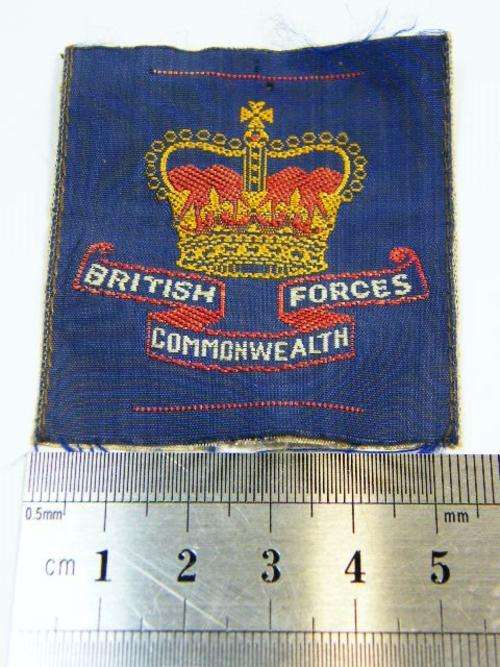 BRITISH FORCES
COMMONWEALTH
0.5mm mm
cm 1 2 3 4 5